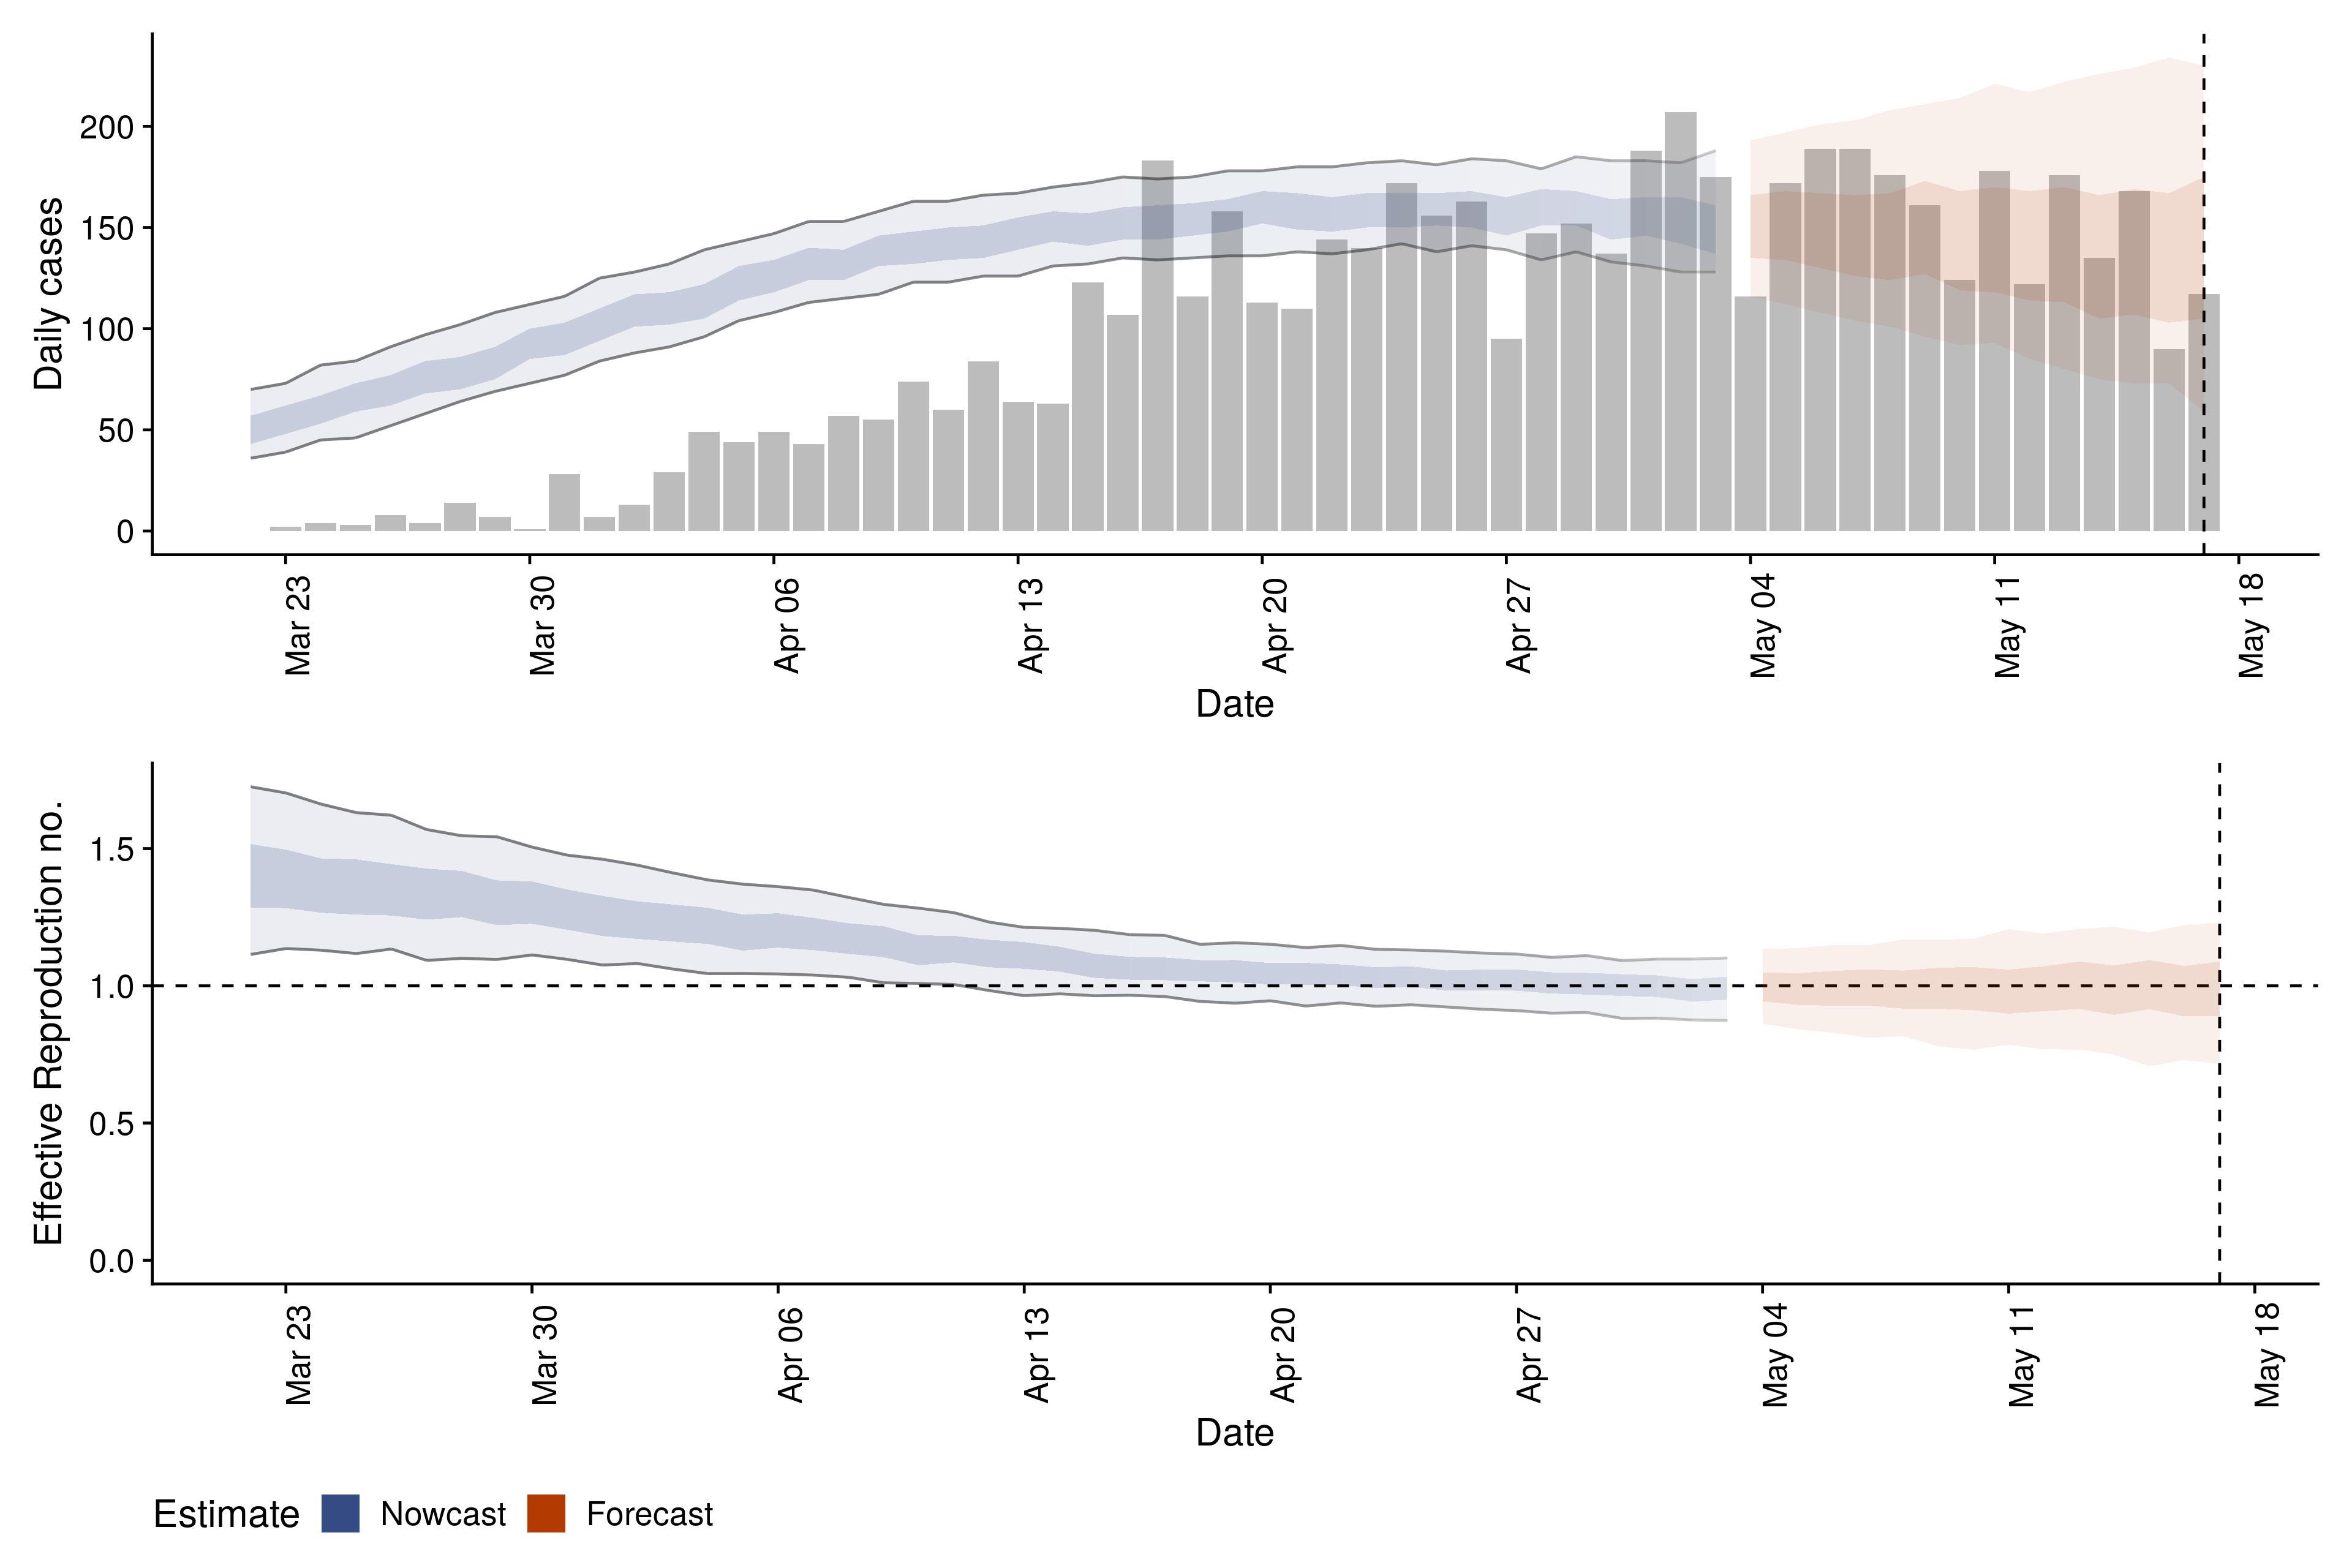 Daily cases
200
150
100
50
0
Mar 23
Mar 30
Apr 06
Apr 13
Apr 20
Apr 27
May 04
May 11
May 18
Date
Effective Reproduction no.
1.5
1.0
0.5
0.0
Mar 23
Mar 30
Apr 06
Apr 13
Apr 20
Apr 27
May 04
May 11
May 18
Date
Estimate Nowcast Forecast